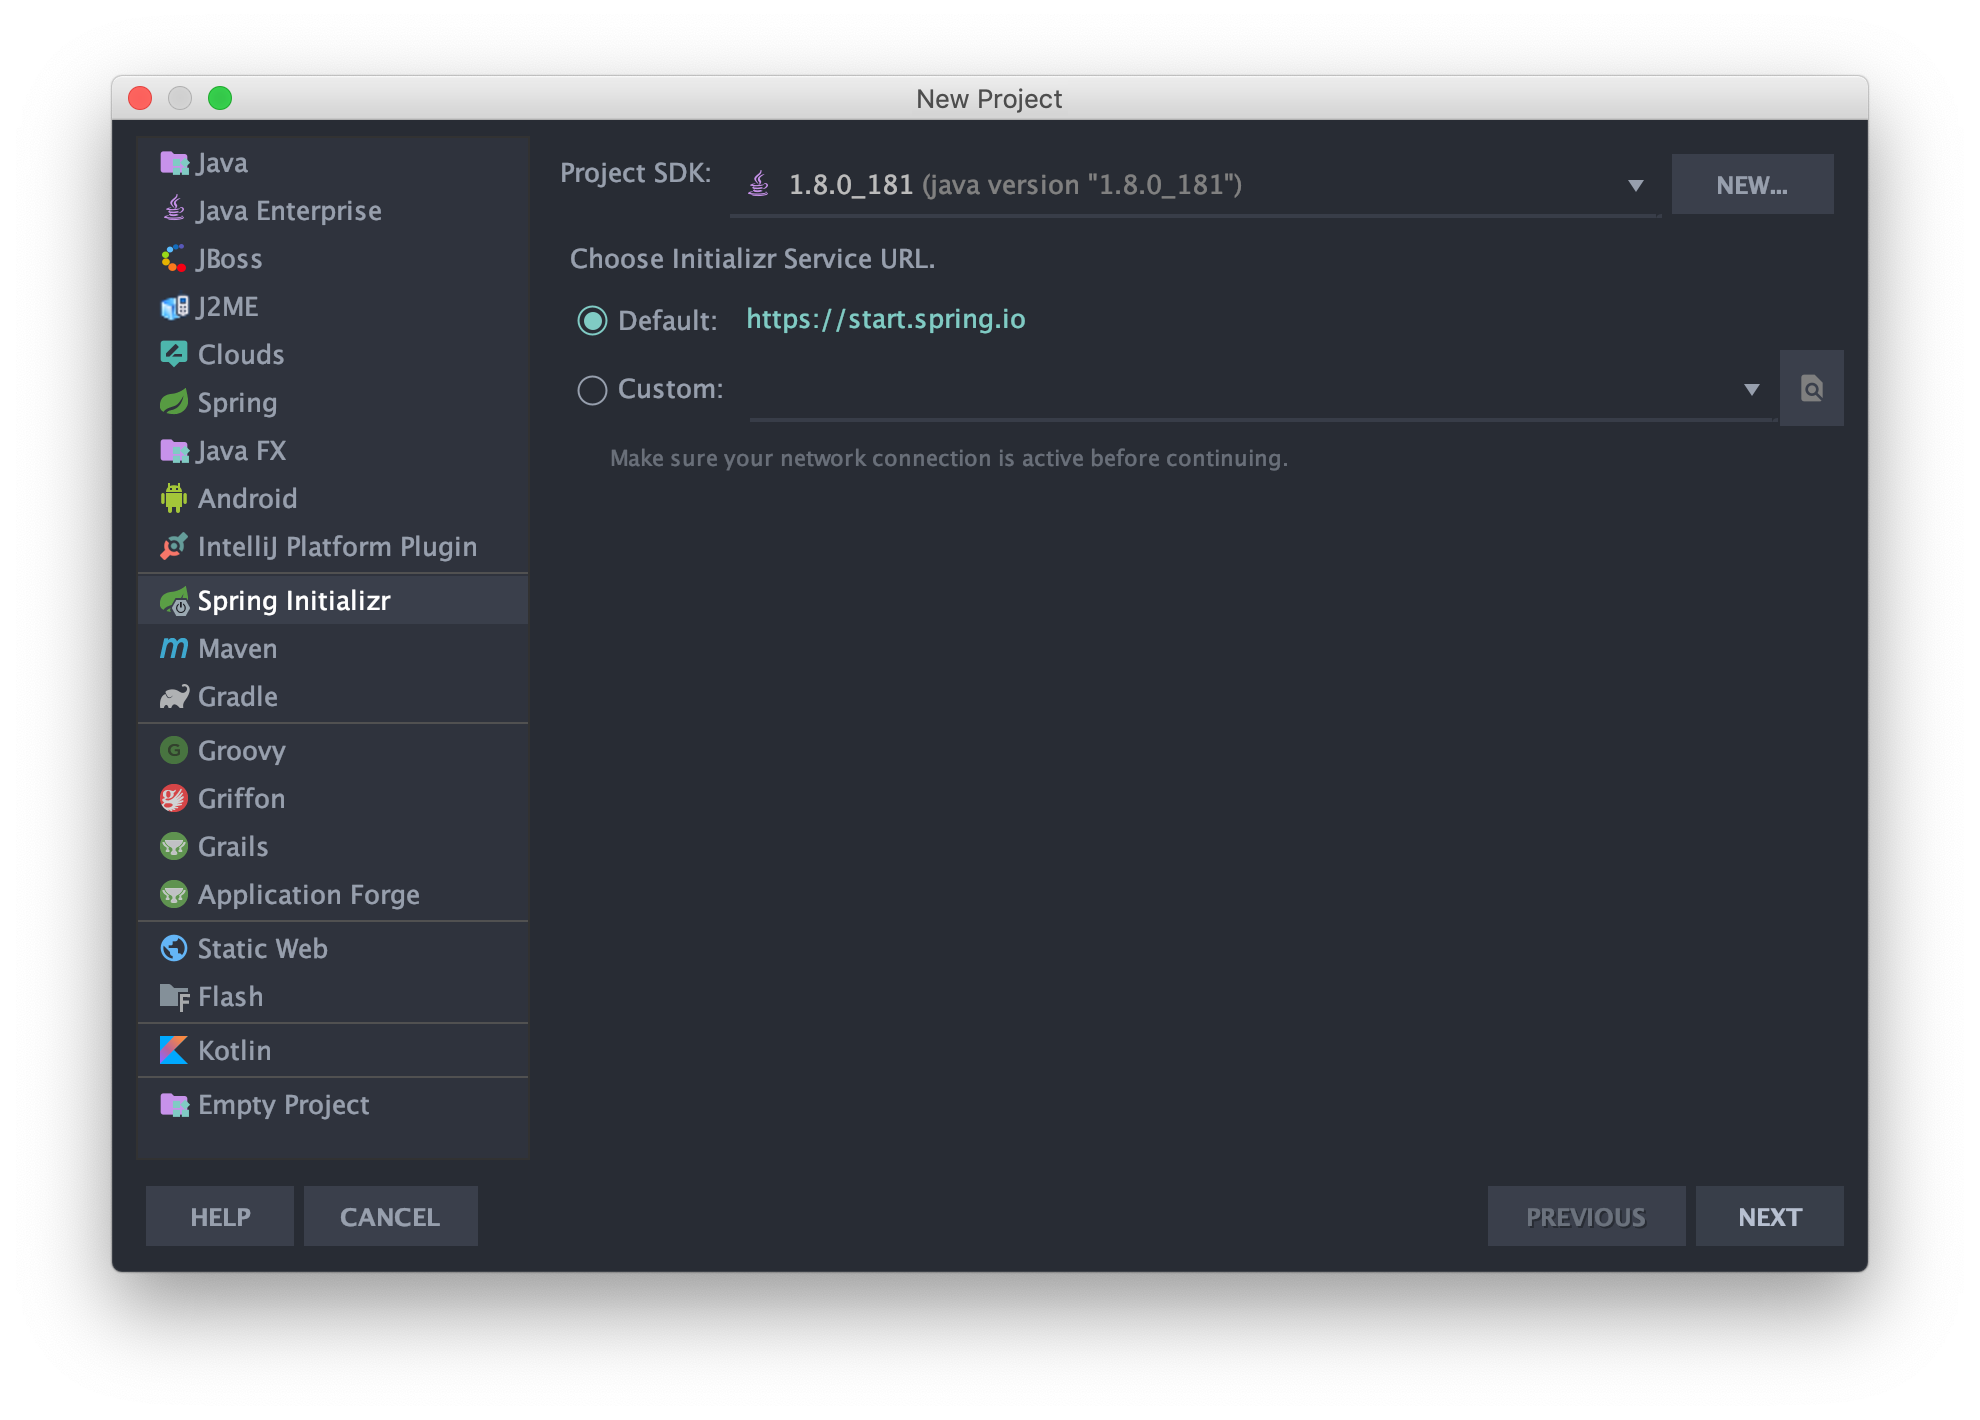 New Project
Java
Java Enterprise
JBoss
J2ME
Clouds
Spring
Java FX
Android
IntelliJ Platform Plugin
Spring Initializr
m Maven
Gradle
G Groovy
g Griffon
Grails
Application Forge
Static Web
F Flash
Kotlin
Empty Project
Project SDK: 1.8.0_181 (java version "1.8.0_181") NEW...
Choose Initializr Service URL.
Default: https://start.spring.io
Custom:
Make sure your network connection is active before continuing.
HELP CANCEL PREVIOUS NEXT